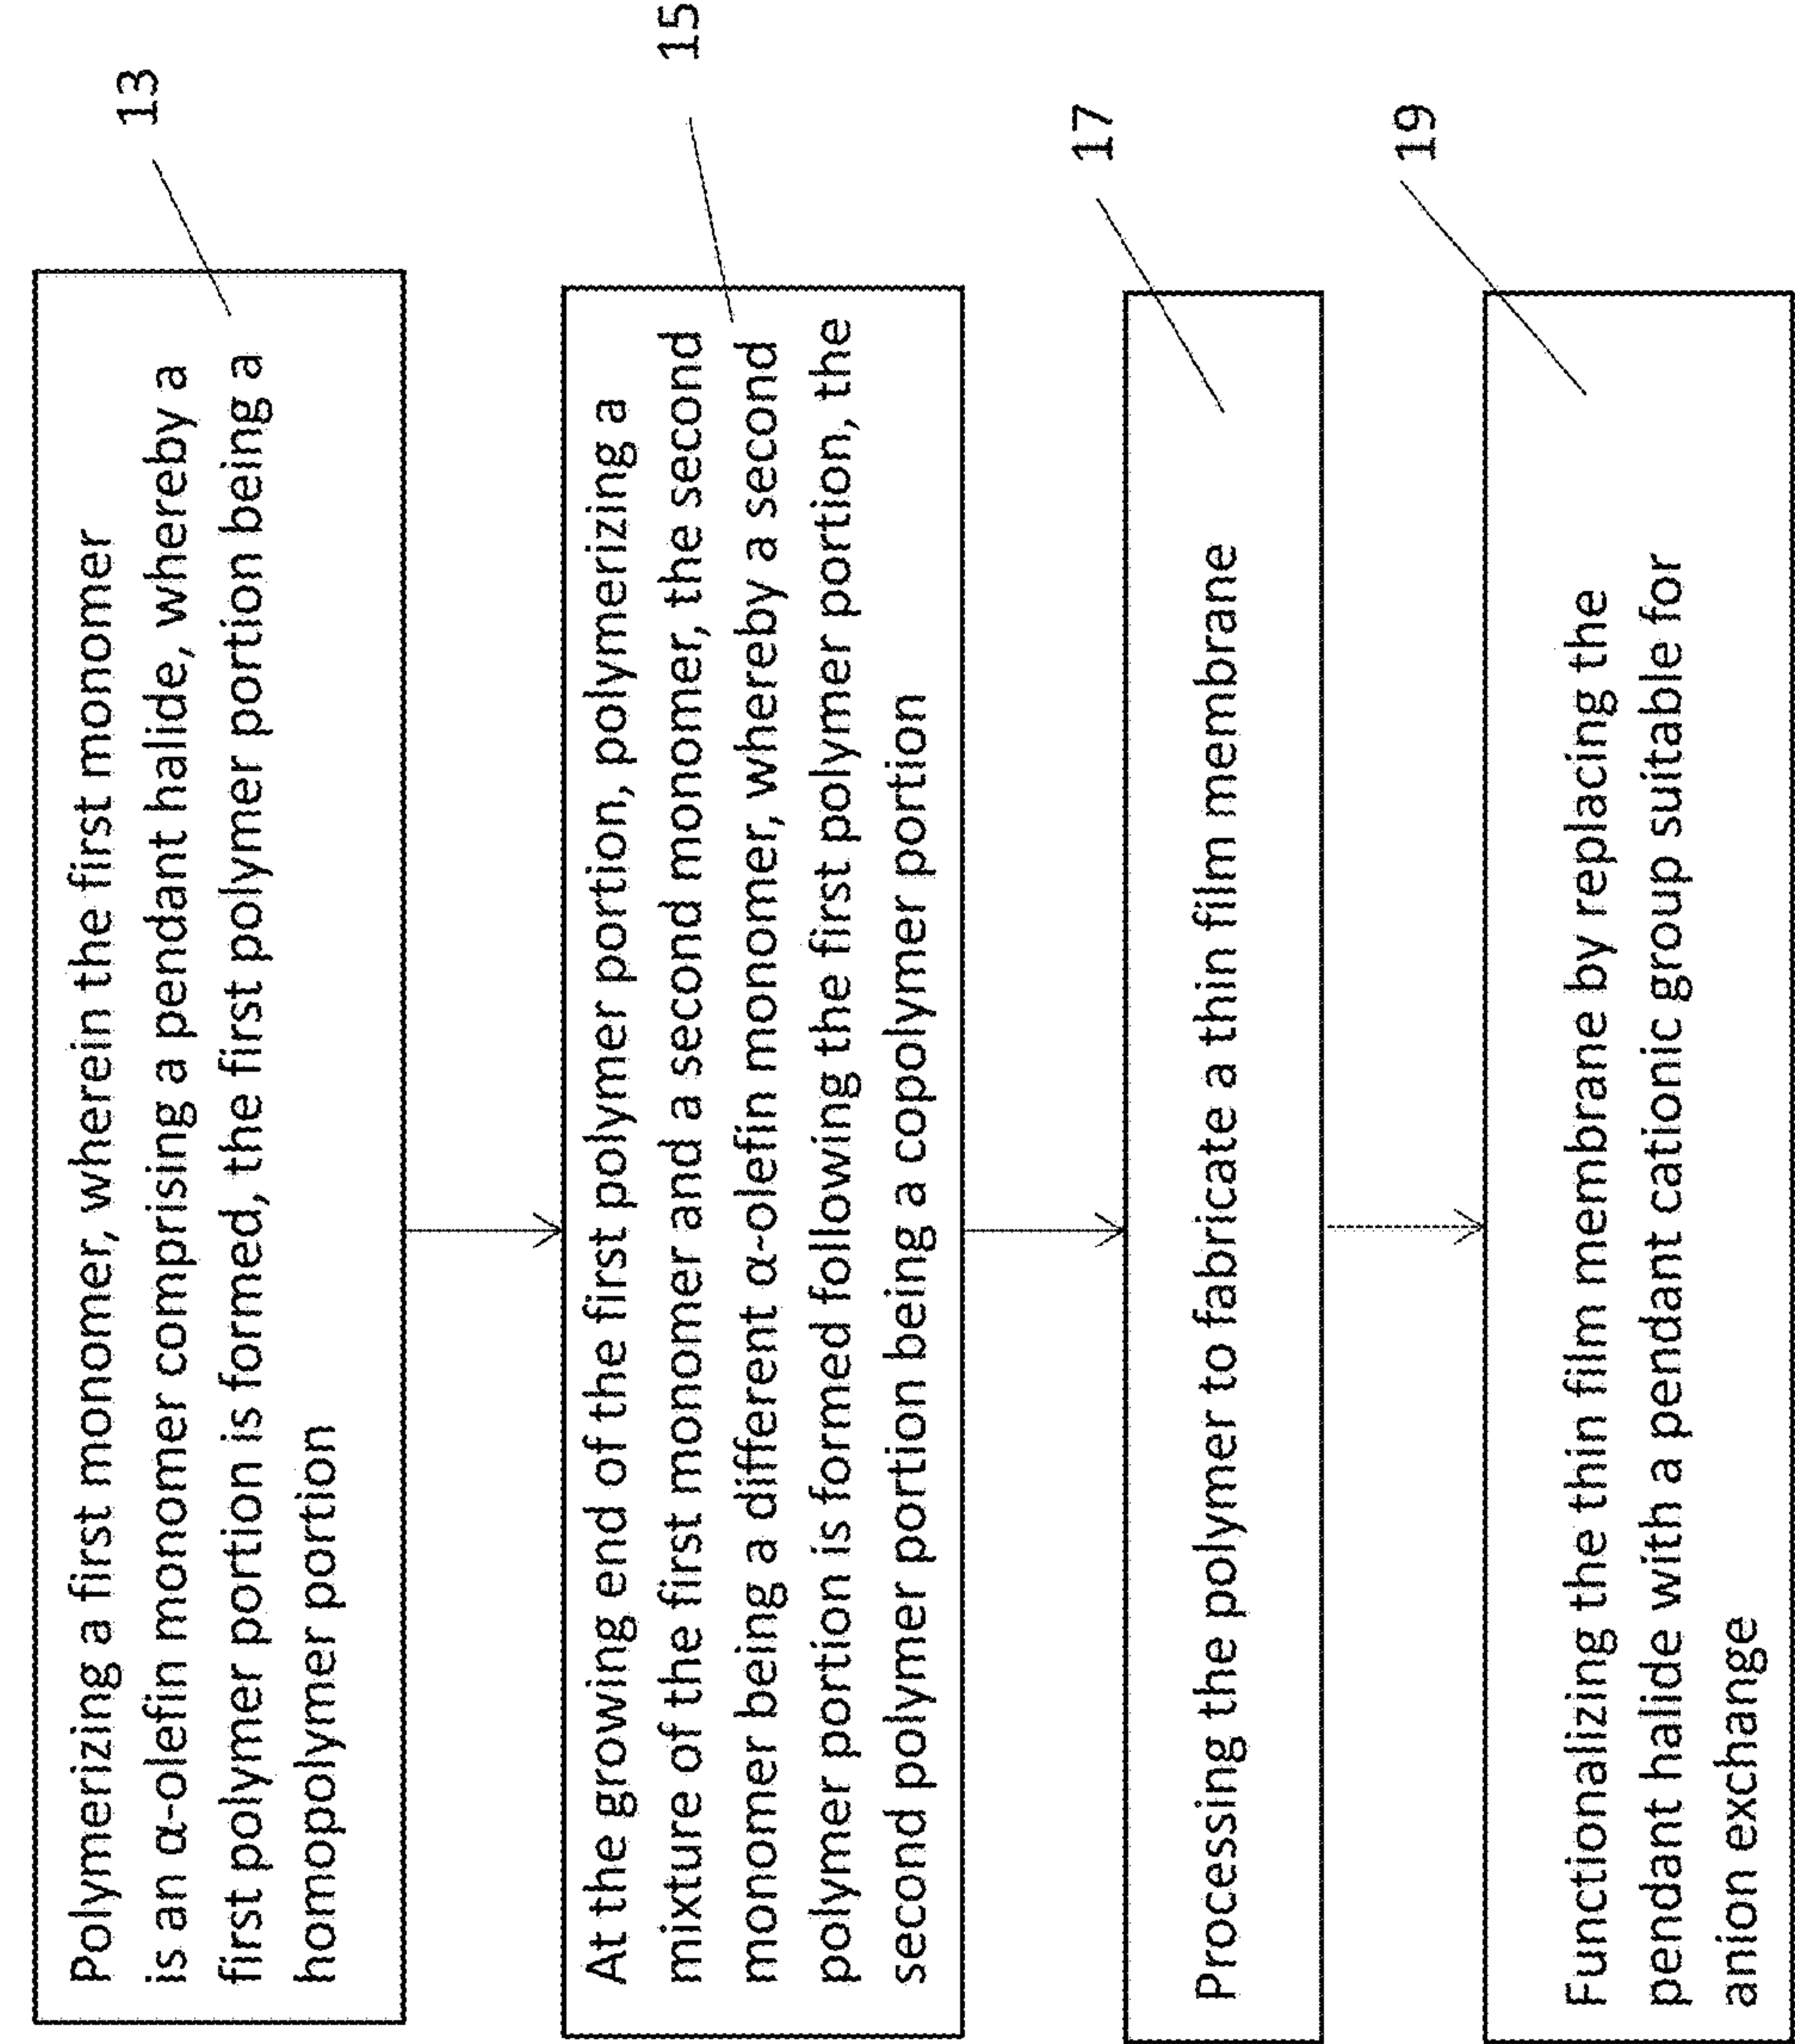 Polymerizing a first monomer, wherein the first monomer
is an α-olefin monomer comprising a pendant halide, whereby a
first polymer portion is formed, the first polymer portion being a
homopolymer portion
13
At the growing end of the first polymer portion, polymerizing a
mixture of the first monomer and a second monomer, the second
monomer being a different α-olefin monomer, whereby a second
polymer portion is formed following the first polymer portion, the
second polymer portion being a copolymer portion
15
Processing the polymer to fabricate a thin film membrane
17
Functionalizing the thin film membrane by replacing the
pendant halide with a pendant cationic group suitable for
anion exchange
19